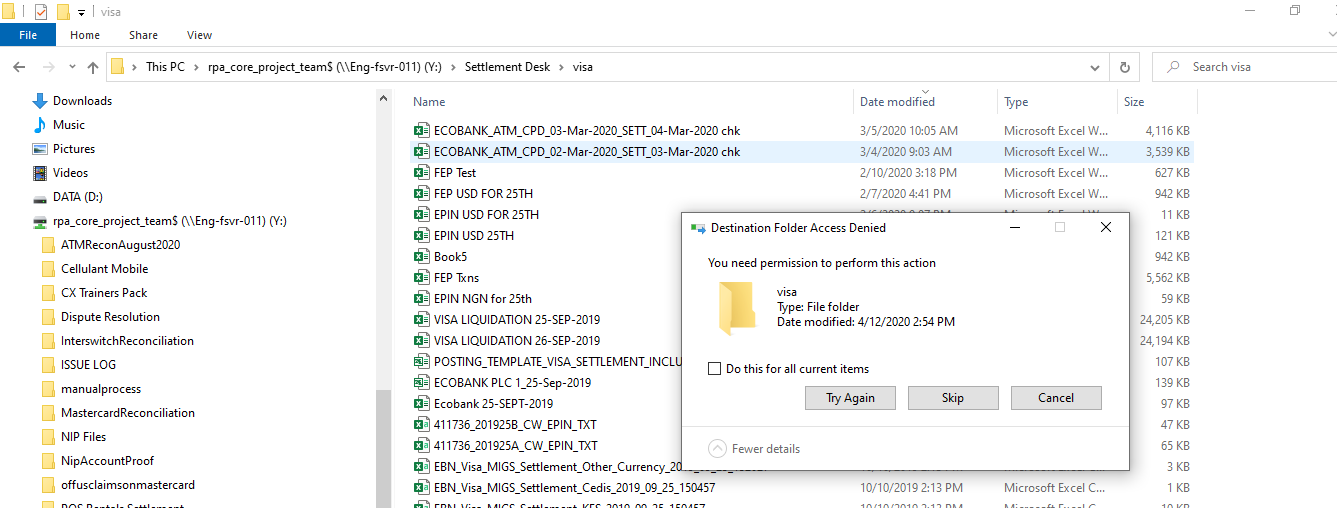 visa
File Home Share View
This PC rpa_core_project_team$ (\\Eng-fsvr-011) (Y:) Settlement Desk visa
Search visa
Downloads
Music
Pictures
Videos
DATA (D:)
rpa_core_project_team$ (\\Eng-fsvr-011) (Y:)
ATMReconAugust2020
Cellulant Mobile
CX Trainers Pack
Dispute Resolution
InterswitchReconciliation
ISSUE LOG
manualprocess
MastercardReconciliation
NIP Files
NipAccountProof
offusclaimsonmastercard
Name Date modified Type Size
ECOBANK_ATM_CPD_03-Mar-2020_SETT_04-Mar-2020 chk 3/5/2020 10:05 AM Microsoft Excel W... 4,116 KB
ECOBANK_ATM_CPD_02-Mar-2020_SETT_03-Mar-2020 chk 3/4/2020 9:03 AM Microsoft Excel W... 3,539 KB
FEP Test 2/10/2020 3:18 PM Microsoft Excel W... 627 KB
FEP USD FOR 25TH 2/7/2020 4:41 PM Microsoft Excel W... 942 KB
EPIN USD FOR 25TH 11 KB
EPIN USD 25TH 121 KB
Book5 942 KB
FEP Txns 5,562 KB
EPIN NGN for 25th 59 KB
VISA LIQUIDATION 25-SEP-2019 24,205 KB
VISA LIQUIDATION 26-SEP-2019 24,194 KB
POSTING_TEMPLATE_VISA_SETTLEMENT_INCLU 107 KB
ECOBANK PLC 1_25-Sep-2019 139 KB
Ecobank 25-SEPT-2019 97 KB
411736_201925B_CW_EPIN_TXT 47 KB
411736_201925A_CW_EPIN_TXT 65 KB
EBN_Visa_MIGS_Settlement_Other_Currency 3 KB
EBN_Visa_MIGS_Settlement_Cedis_2019_09_25_150457 10/10/2019 2:13 PM Microsoft Excel C... 1 KB
Destination Folder Access Denied
You need permission to perform this action
visa
Type: File folder
Date modified: 4/12/2020 2:54 PM
Do this for all current items
Try Again Skip Cancel
Fewer details